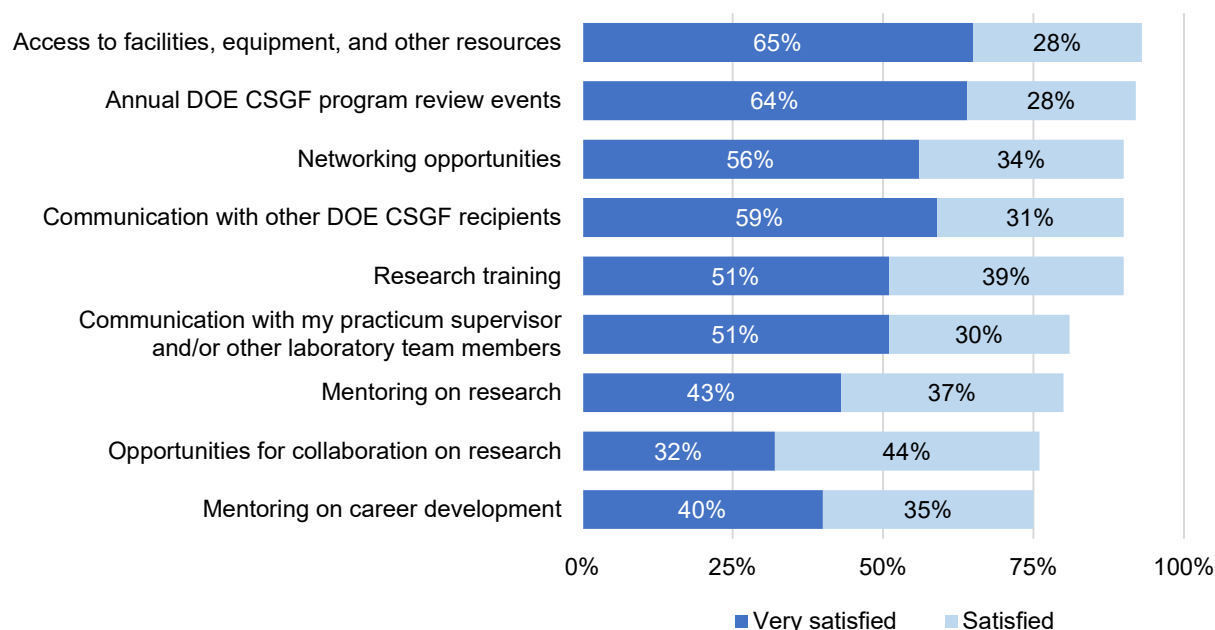 Access to facilities, equipment, and other resources 65% 28%
Annual DOE CSGF program review events 64% 28%
Networking opportunities 56% 34%
Communication with other DOE CSGF recipients 59% 31%
Research training 51% 39%
Communication with my practicum supervisor
and/or other laboratory team members 51% 30%
Mentoring on research 43% 37%
Opportunities for collaboration on research 32% 44%
Mentoring on career development 40% 35%
0% 25% 50% 75% 100%
Very satisfied Satisfied